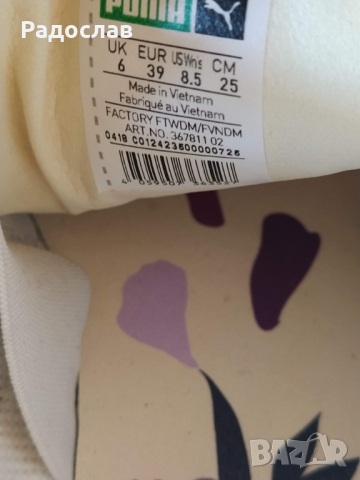 Радослав
PUMA
UK EUR US Wns CM
6 39 8.5 25
Made in Vietnam
Fabriqué au Vietnam
FACTORY FTWDM/FVNDM
ART.NO. 367811 02
0418 C012423500000725
BAZAR